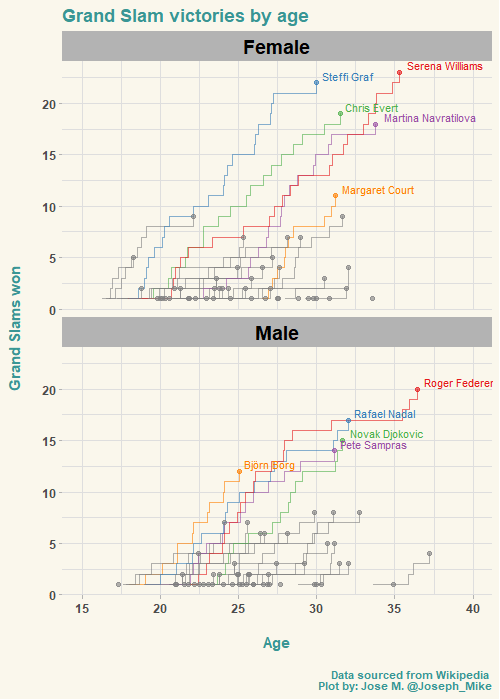 Grand Slam victories by age
Female
Serena Williams
Steffi Graf
Chris Evert
Martina Navratilova
Margaret Court
20
15
10
5
0
Grand Slams won
Male
Roger Federer
Rafael Nadal
Novak Djokovic
Pete Sampras
Björn Borg
20
15
10
5
0
15 20 25 30 35 40
Age
Data sourced from Wikipedia
Plot by: Jose M. @Joseph_Mike